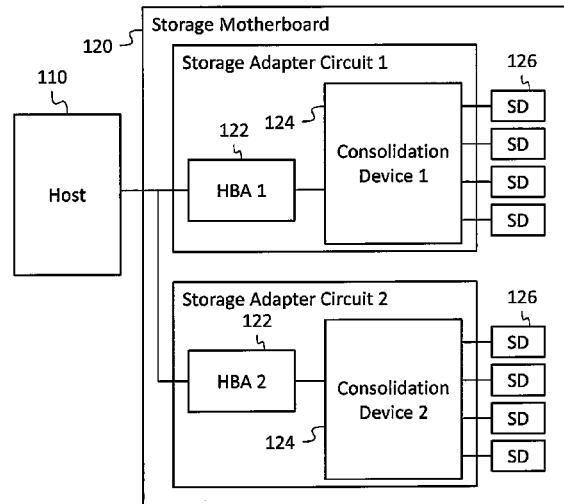 Storage Motherboard
120
110
Host
Storage Adapter Circuit 1
126
124
122
HBA 1
Consolidation
Device 1
SD
SD
SD
SD
Storage Adapter Circuit 2
126
122
HBA 2
124
Consolidation
Device 2
SD
SD
SD
SD